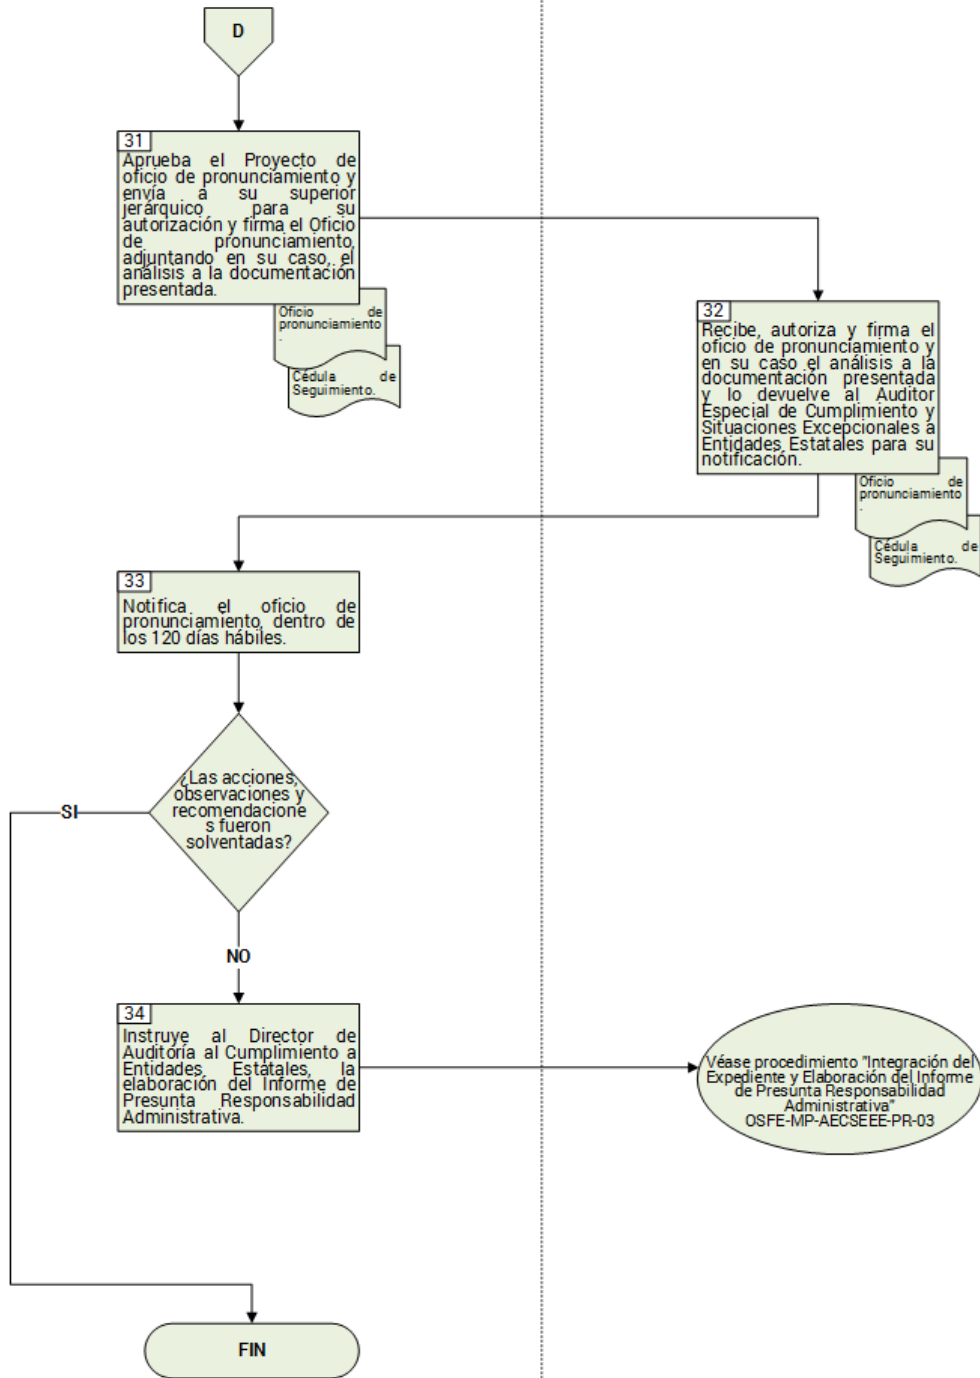 D
31
Aprueba el Proyecto de
oficio de pronunciamiento y
envía a su superior
jerárquico para su
autorización y firma el Oficio
de pronunciamiento,
adjuntando en su caso, el
análisis a la documentación
presentada.
Oficio de
pronunciamiento
.
Cédula de
Seguimiento.
32
Recibe, autoriza y firma el
oficio de pronunciamiento y
en su caso el análisis a la
documentación presentada
y lo devuelve al Auditor
Especial de Cumplimiento y
Situaciones Excepcionales a
Entidades Estatales para su
notificación.
Oficio de
pronunciamiento
.
Cédula de
Seguimiento.
33
Notifica el oficio de
pronunciamiento, dentro de
los 120 días hábiles.
¿Las acciones,
observaciones y
recomendacione
s fueron
solventadas?
SI
NO
34
Instruye al Director de
Auditoría al Cumplimiento a
Entidades Estatales, la
elaboración del Informe de
Presunta Responsabilidad
Administrativa.
Véase procedimiento "Integración del
Expediente y Elaboración del Informe
de Presunta Responsabilidad
Administrativa"
OSFE-MP-AECSEEE-PR-03
FIN